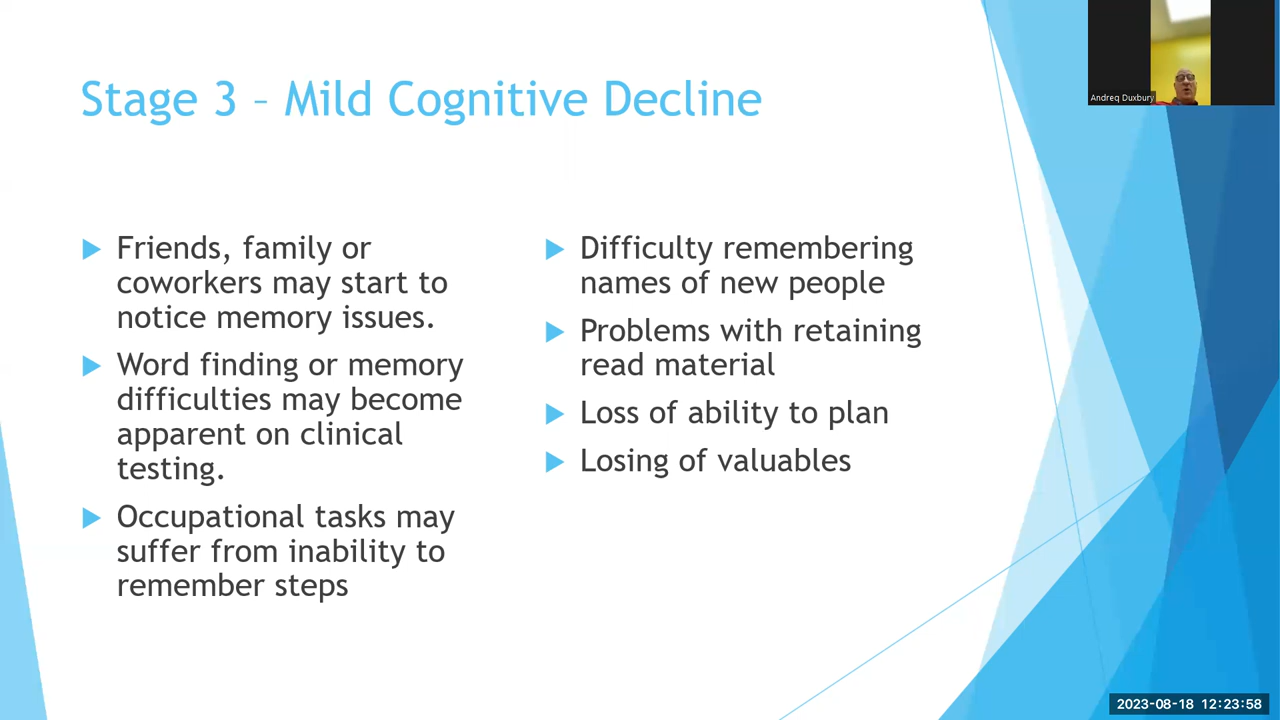 Stage 3 – Mild Cognitive Decline
Friends, family or
coworkers may start to
notice memory issues.
Word finding or memory
difficulties may become
apparent on clinical
testing.
Occupational tasks may
suffer from inability to
remember steps
Difficulty remembering
names of new people
Problems with retaining
read material
Loss of ability to plan
Losing of valuables
Andreq Duxbury
2023-08-18 12:23:58